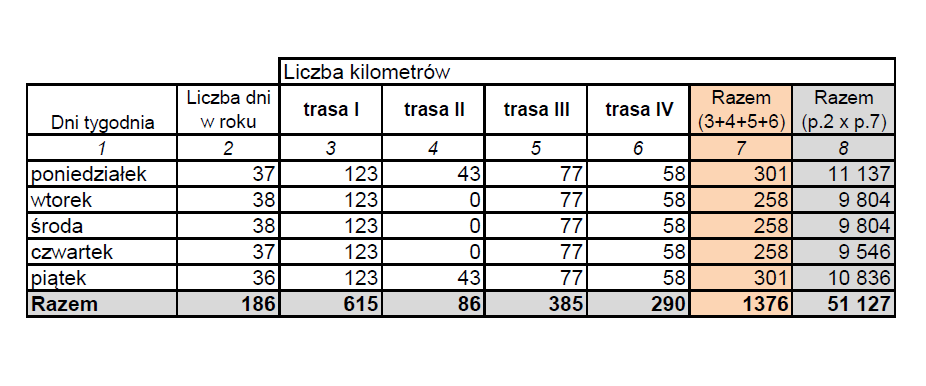 Liczba kilometrów
Dni tygodnia Liczba dni w roku trasa I trasa II trasa III trasa IV Razem (3+4+5+6) Razem (p.2 x p.7)
1 2 3 4 5 6 7 8
poniedziałek 37 123 43 77 58 301 11 137
wtorek 38 123 0 77 58 258 9 804
środa 38 123 0 77 58 258 9 804
czwartek 37 123 0 77 58 258 9 546
piątek 36 123 43 77 58 301 10 836
Razem 186 615 86 385 290 1376 51 127